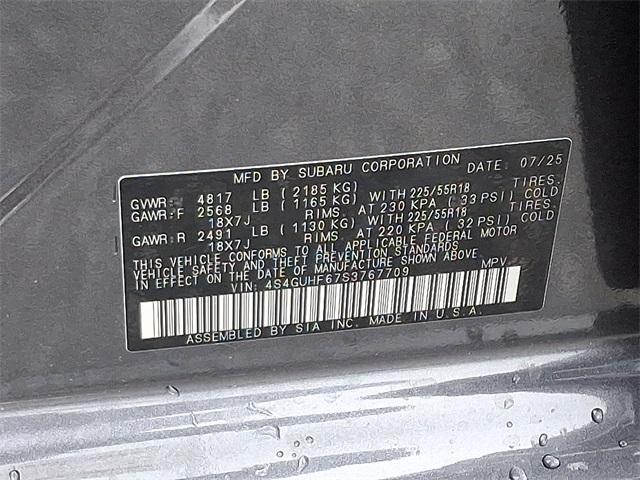 MFD BY SUBARU CORPORATION DATE: 07/25
GVWR: 4817 LB (2185 KG)
GAWR:F 2568 LB (1165 KG) WITH 225/55R18 TIRES.
18X7J RIMS. AT 230 KPA (33 PSI) COLD
GAWR:R 2491 LB (1130 KG) WITH 225/55R18 TIRES.
18X7J RIMS. AT 220 KPA (32 PSI) COLD
THIS VEHICLE CONFORMS TO ALL APPLICABLE FEDERAL MOTOR
VEHICLE SAFETY AND THEFT PREVENTION STANDARDS
IN EFFECT ON THE DATE OF MANUFACTURE SHOWN ABOVE
VIN: 4S4GUHF67S3767709 MPV
ASSEMBLED BY SIA INC. MADE IN U.S.A.